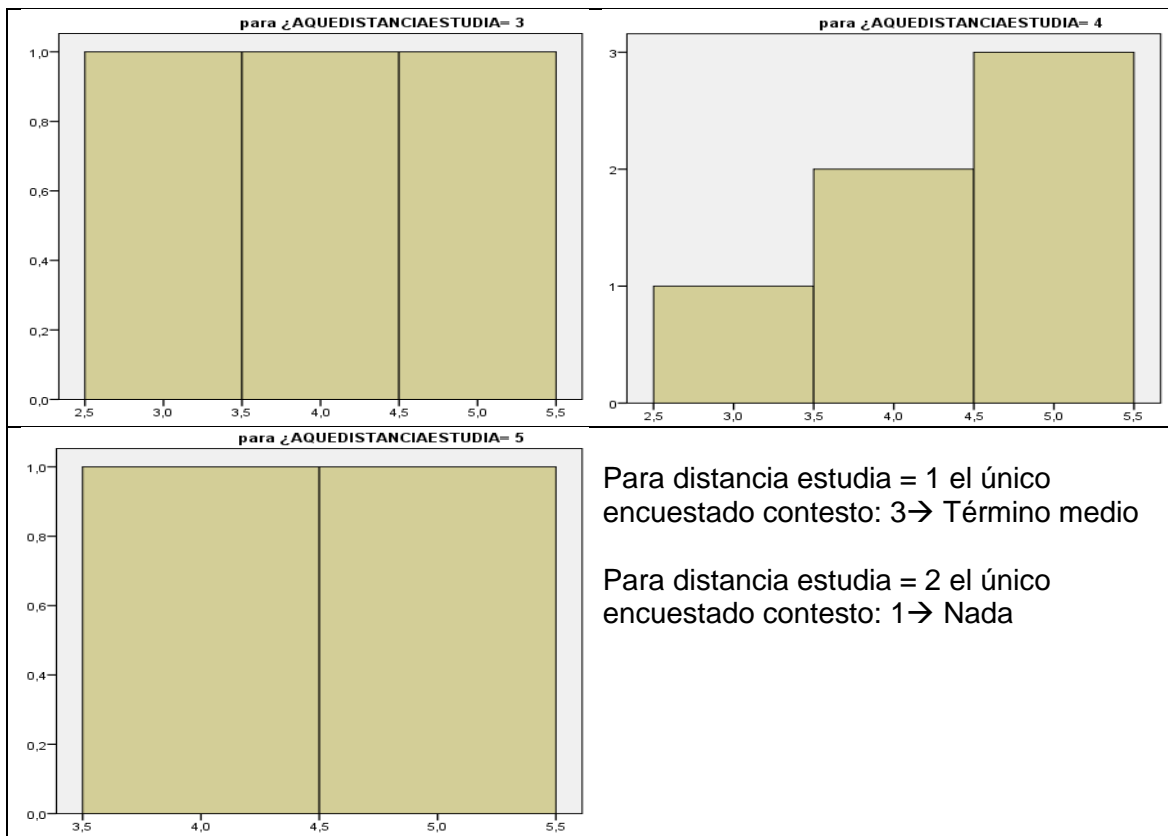 para ¿AQUEDISTANCIAESTUDIA= 3
1,0
0,8
0,6
0,4
0,2
0,0
2,5 3,0 3,5 4,0 4,5 5,0 5,5
para ¿AQUEDISTANCIAESTUDIA= 4
3
2
1
0
2,5 3,0 3,5 4,0 4,5 5,0 5,5
para ¿AQUEDISTANCIAESTUDIA= 5
1,0
0,8
0,6
0,4
0,2
0,0
3,5 4,0 4,5 5,0 5,5
Para distancia estudia = 1 el único
encuestado contesto: 3→ Término medio
Para distancia estudia = 2 el único
encuestado contesto: 1→ Nada